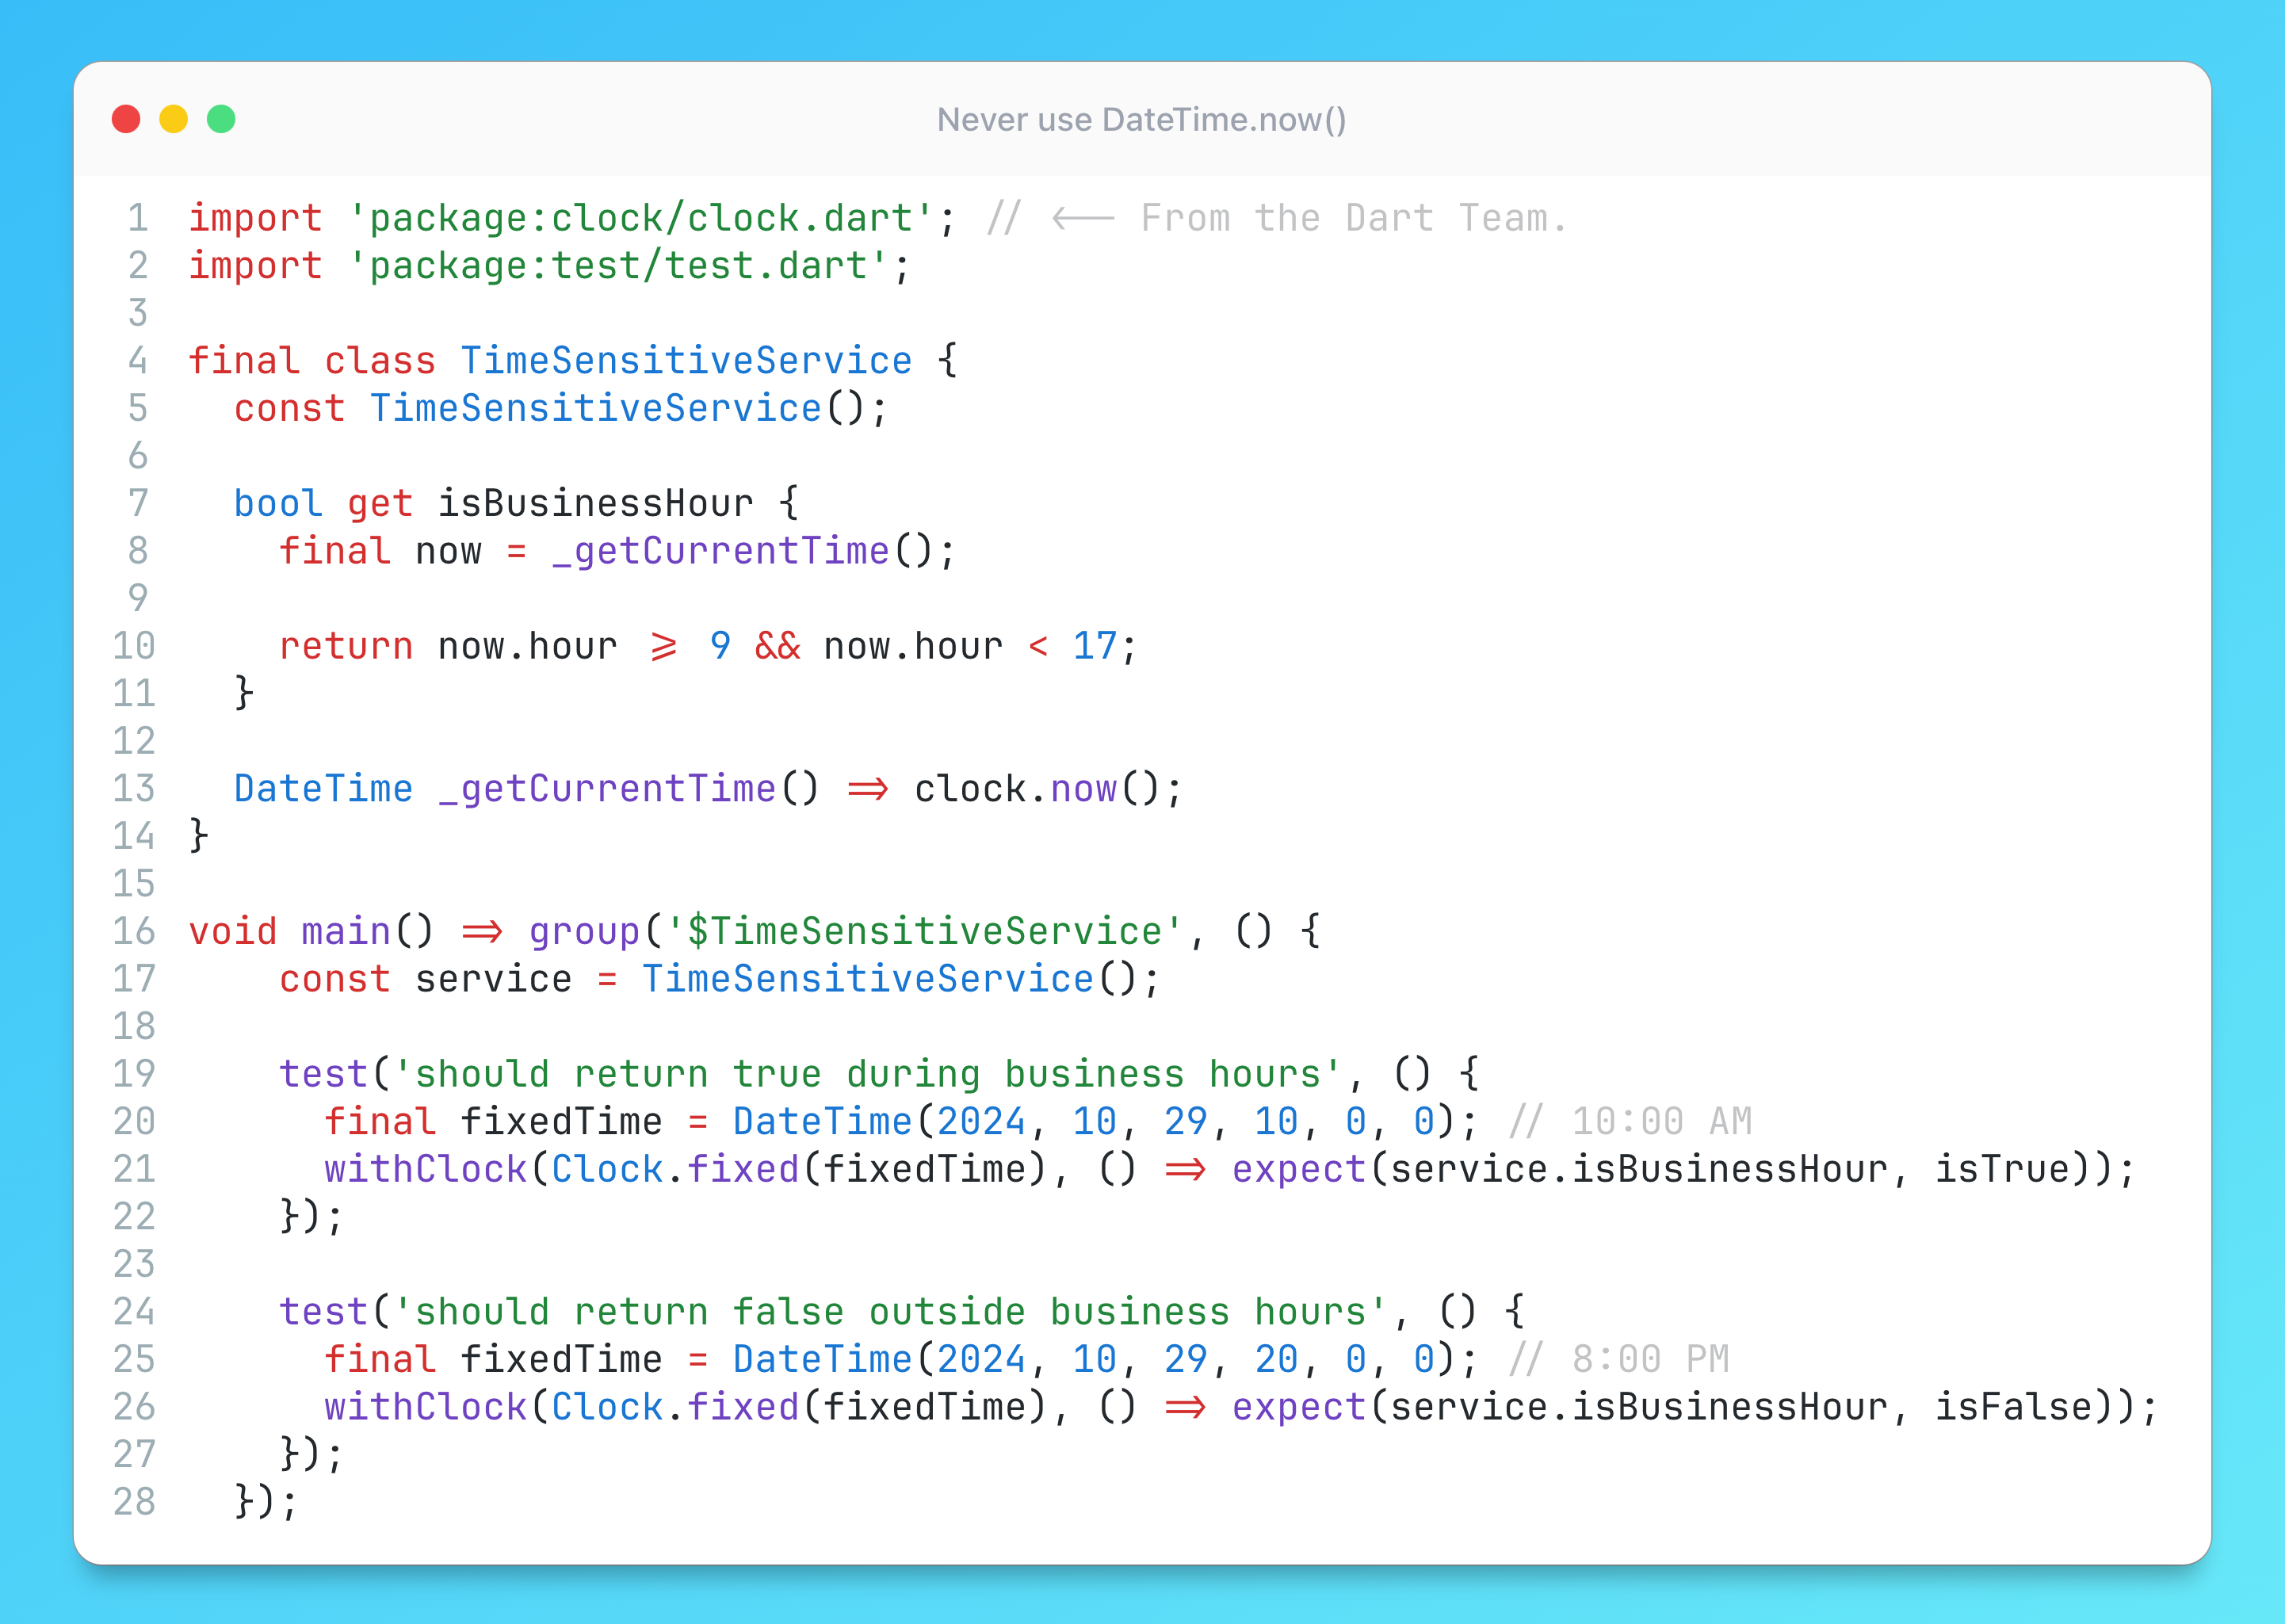 Never use DateTime.now()
1 import 'package:clock/clock.dart'; // <-- From the Dart Team.
2 import 'package:test/test.dart';
3
4 final class TimeSensitiveService {
5   const TimeSensitiveService();
6
7   bool get isBusinessHour {
8     final now = _getCurrentTime();
9
10     return now.hour >= 9 && now.hour < 17;
11   }
12
13   DateTime _getCurrentTime() => clock.now();
14 }
15
16 void main() => group('$TimeSensitiveService', () {
17     const service = TimeSensitiveService();
18
19     test('should return true during business hours', () {
20       final fixedTime = DateTime(2024, 10, 29, 10, 0, 0); // 10:00 AM
21       withClock(Clock.fixed(fixedTime), () => expect(service.isBusinessHour, isTrue));
22     });
23
24     test('should return false outside business hours', () {
25       final fixedTime = DateTime(2024, 10, 29, 20, 0, 0); // 8:00 PM
26       withClock(Clock.fixed(fixedTime), () => expect(service.isBusinessHour, isFalse));
27     });
28   });